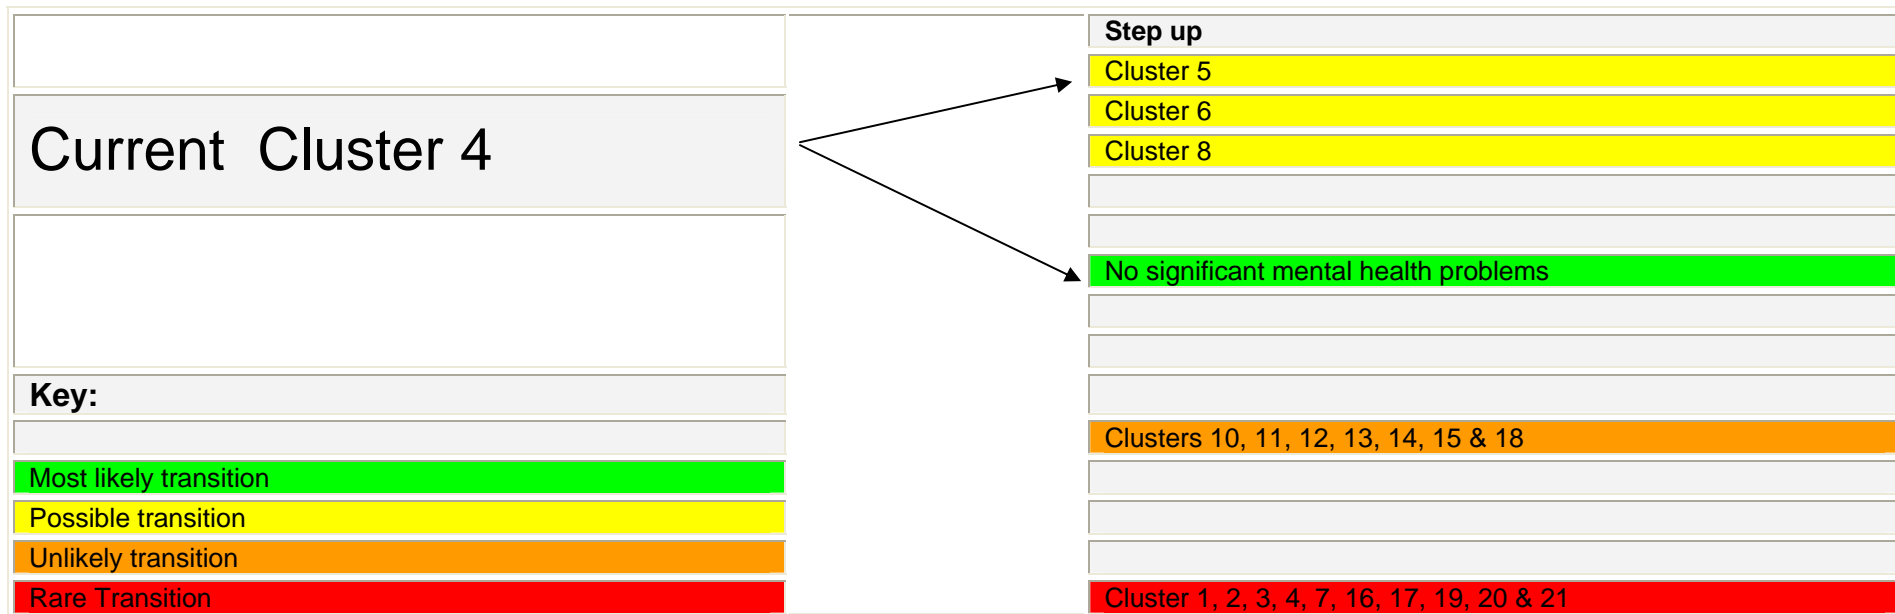 Step up
Cluster 5
Cluster 6
Cluster 8
Current Cluster 4
No significant mental health problems
Key:
Clusters 10, 11, 12, 13, 14, 15 & 18
Most likely transition
Possible transition
Unlikely transition
Rare Transition
Cluster 1, 2, 3, 4, 7, 16, 17, 19, 20 & 21